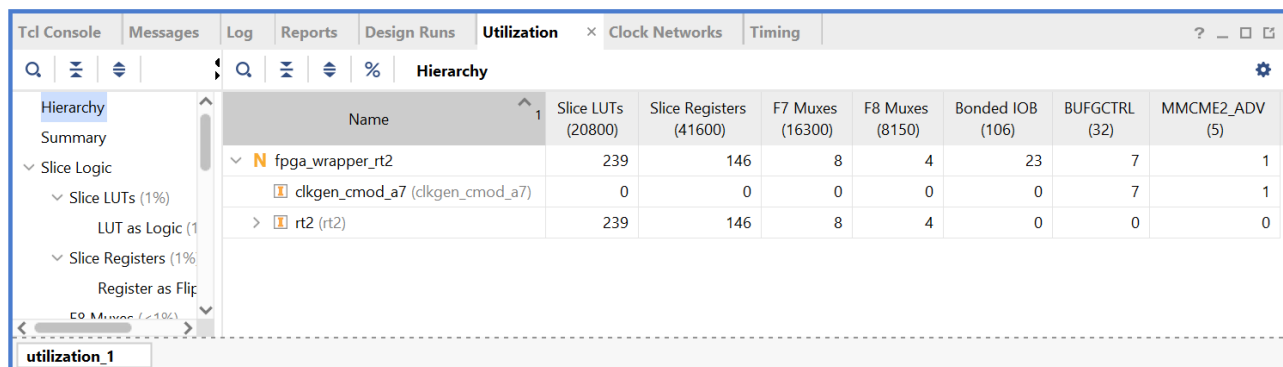 Tcl Console Messages Log Reports Design Runs Utilization × Clock Networks Timing ?
% Hierarchy
Hierarchy
Summary
Slice Logic
Slice LUTs (1%)
LUT as Logic (1
Slice Registers (1%
Register as Flip
F8 Muxes (<1%)
Name 1 Slice LUTs (20800) Slice Registers (41600) F7 Muxes (16300) F8 Muxes (8150) Bonded IOB (106) BUFGCTRL (32) MMCME2_ADV (5)
N fpga_wrapper_rt2 239 146 8 4 23 7 1
I clkgen_cmod_a7 (clkgen_cmod_a7) 0 0 0 0 0 7 1
I rt2 (rt2) 239 146 8 4 0 0 0
utilization_1